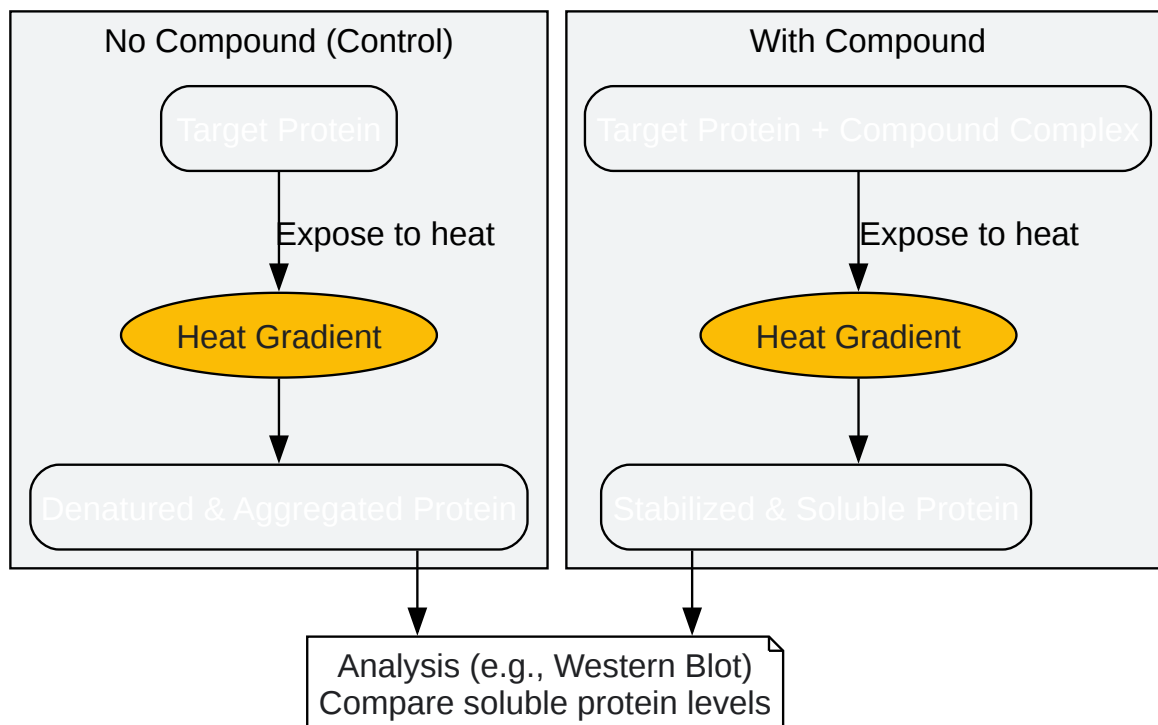 No Compound (Control)
Target Protein
Expose to heat
Heat Gradient
Denatured & Aggregated Protein
With Compound
Target Protein + Compound Complex
Expose to heat
Heat Gradient
Stabilized & Soluble Protein
Analysis (e.g., Western Blot)
Compare soluble protein levels